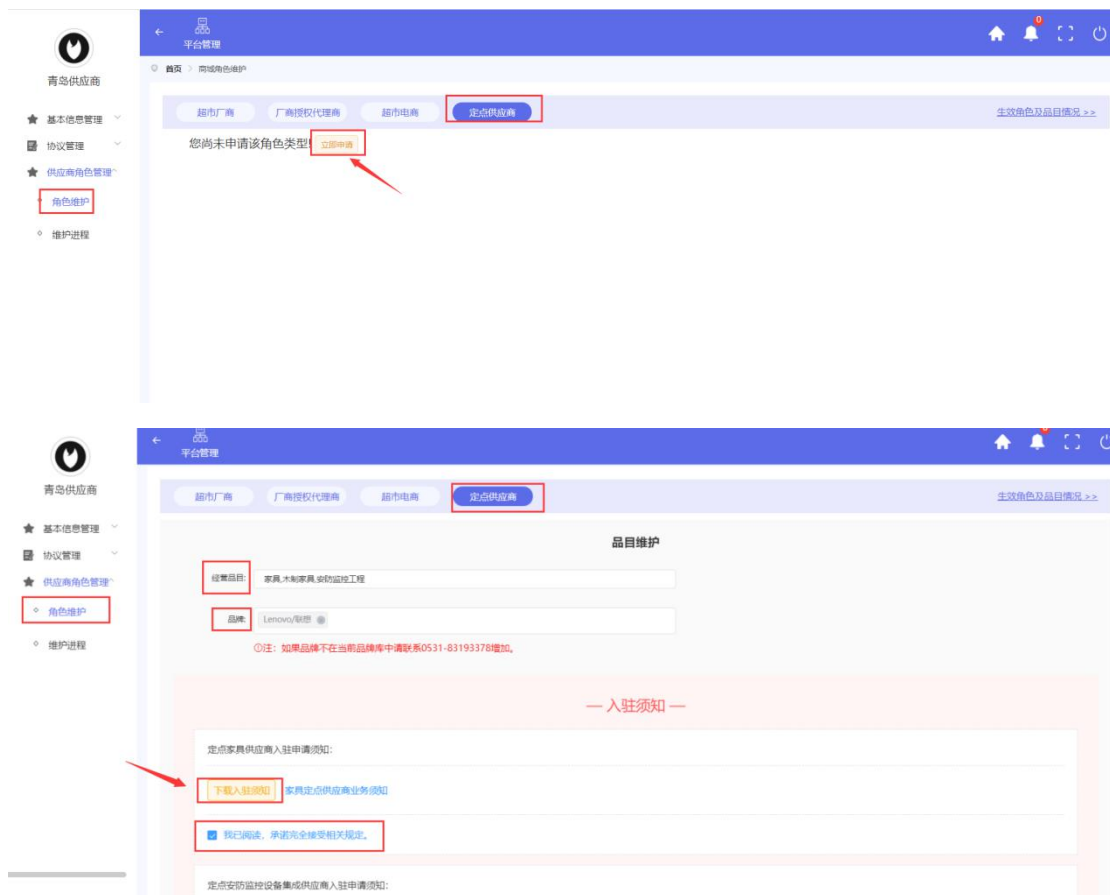 平台管理
0
青岛供应商
首页 > 商城角色维护
超市厂商 厂商授权代理商 超市电商 定点供应商 生效角色及品目情况 >>
基本信息管理
您尚未申请该角色类型! 立即申请
协议管理
供应商角色管理
角色维护
维护进程
平台管理
青岛供应商
超市厂商 厂商授权代理商 超市电商 定点供应商 生效角色及品目情况 >>
基本信息管理
品目维护
协议管理
经营品目: 家具,木制家具,安防监控工程
供应商角色管理
角色维护
品牌: Lenovo/联想
维护进程
注：如果品牌不在当前品牌库中请联系0531-83193378增加。
— 入驻须知 —
定点家具供应商入驻申请须知:
下载入驻须知 家具定点供应商业务须知
我已阅读、承诺完全接受相关规定。
定点安防监控设备集成供应商入驻申请须知: